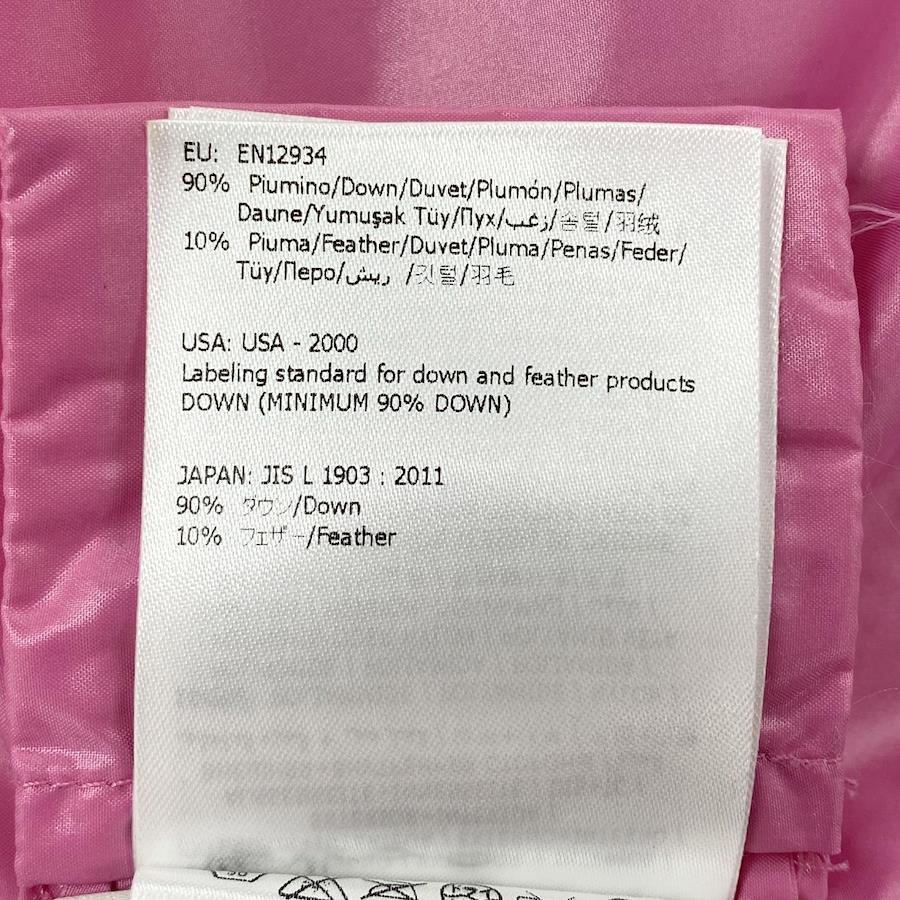 EU: EN12934
90% Piumino/Down/Duvet/Plumón/Plumas/
Daune/Yumuşak Tüy/Пух/زغب/솜털/羽绒
10% Piuma/Feather/Duvet/Pluma/Penas/Feder/
Tüy/Перо/ريش /깃털/羽毛
USA: USA - 2000
Labeling standard for down and feather products
DOWN (MINIMUM 90% DOWN)
JAPAN: JIS L 1903 : 2011
90% ダウン/Down
10% フェザー/Feather